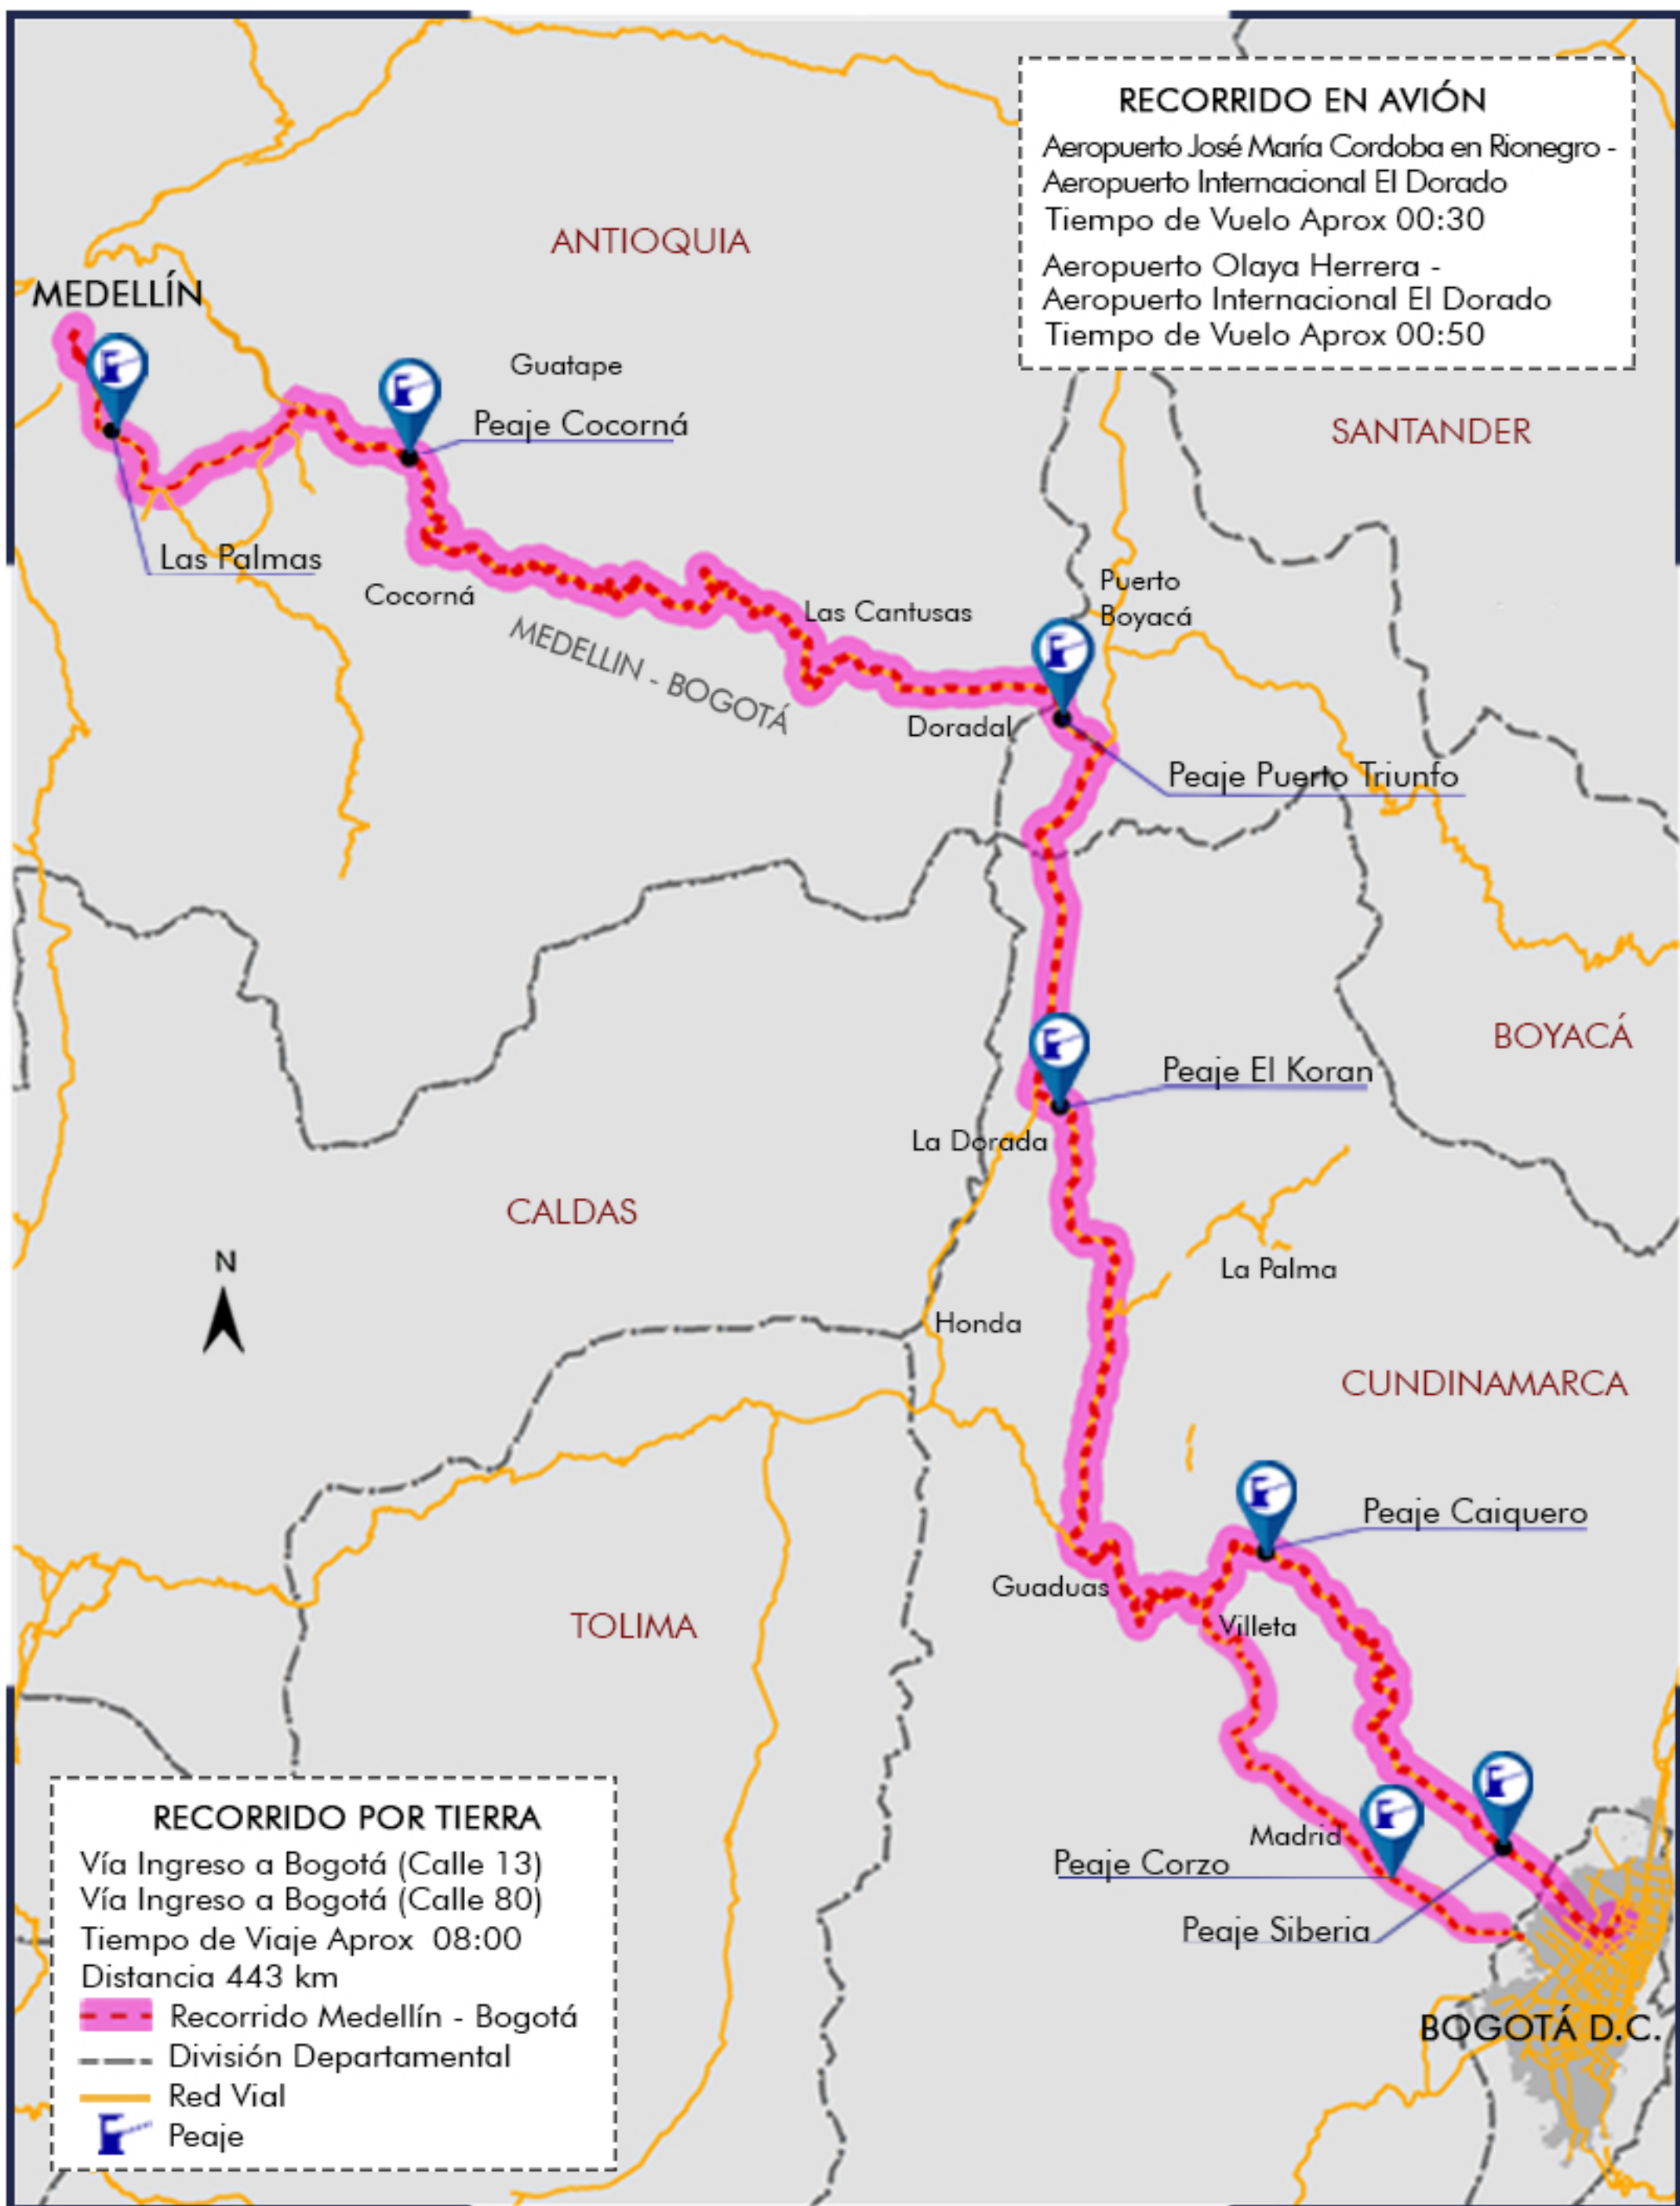 RECORRIDO EN AVIÓN
Aeropuerto José María Cordoba en Rionegro -
Aeropuerto Internacional El Dorado
Tiempo de Vuelo Aprox 00:30
Aeropuerto Olaya Herrera -
Aeropuerto Internacional El Dorado
Tiempo de Vuelo Aprox 00:50
ANTIOQUIA
MEDELLÍN
Guatape
Peaje Cocorná
SANTANDER
Las Palmas
Cocorná
MEDELLIN - BOGOTÁ
Las Cantusas
Puerto
Boyacá
Doradal
Peaje Puerto Triunfo
BOYACÁ
Peaje El Koran
La Dorada
CALDAS
N
La Palma
Honda
CUNDINAMARCA
Peaje Caiquero
Guaduas
Villeta
TOLIMA
Madrid
Peaje Corzo
Peaje Siberia
BOGOTÁ D.C.
RECORRIDO POR TIERRA
Vía Ingreso a Bogotá (Calle 13)
Vía Ingreso a Bogotá (Calle 80)
Tiempo de Viaje Aprox 08:00
Distancia 443 km
Recorrido Medellín - Bogotá
División Departamental
Red Vial
Peaje